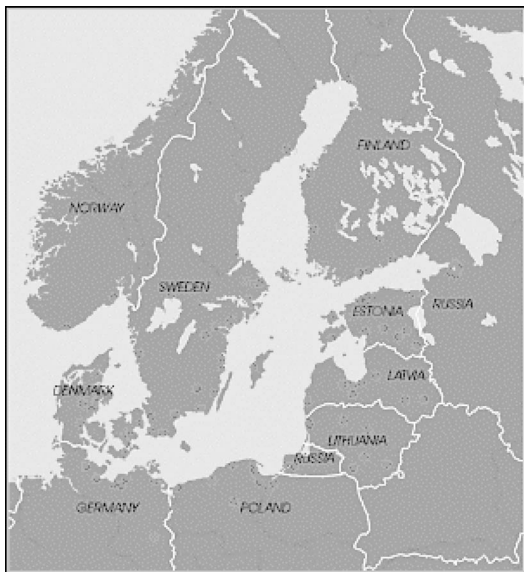 FINLAND
NORWAY
SWEDEN
ESTONIA
RUSSIA
LATVIA
DENMARK
LITHUANIA
RUSSIA
GERMANY
POLAND